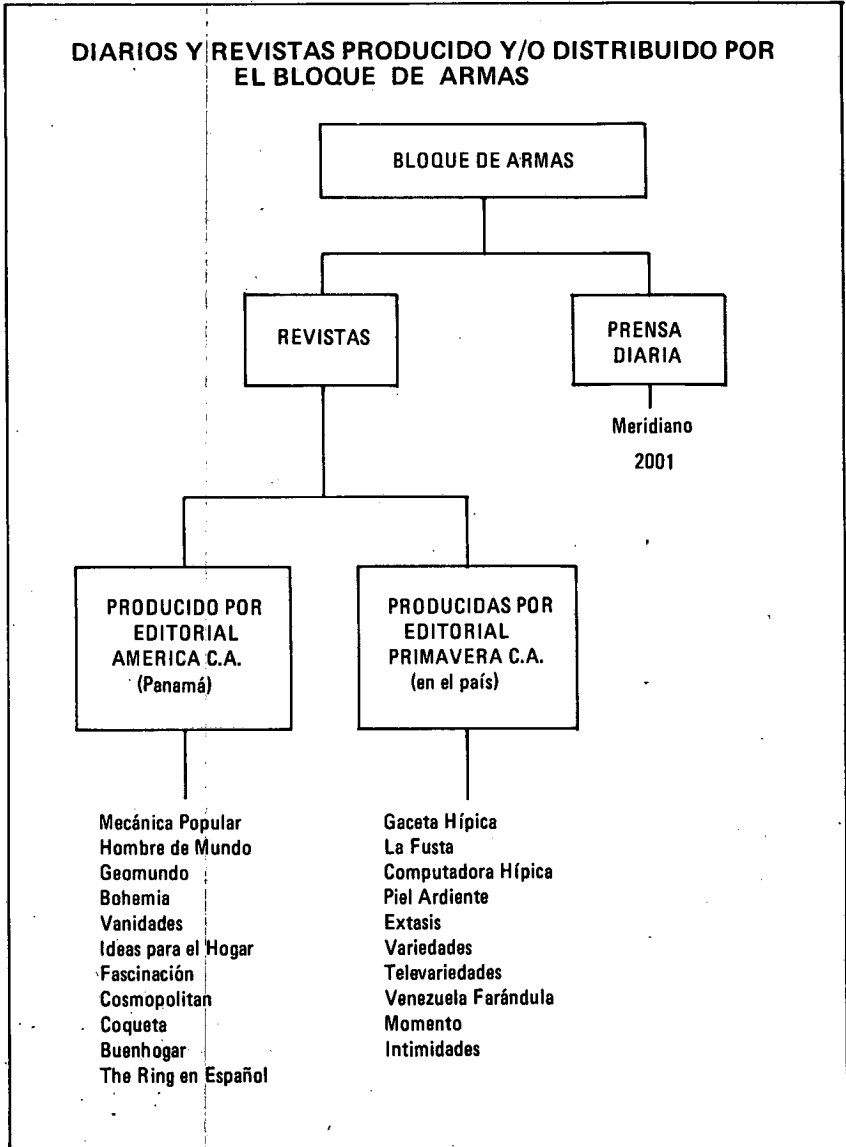 DIARIOS Y REVISTAS PRODUCIDO Y/O DISTRIBUIDO POR
EL BLOQUE DE ARMAS
BLOQUE DE ARMAS
REVISTAS
PRENSA
DIARIA
Meridiano
2001
PRODUCIDO POR
EDITORIAL
AMERICA C.A.
(Panamá)
PRODUCIDAS POR
EDITORIAL
PRIMAVERA C.A.
(en el país)
Mecánica Popular
Hombre de Mundo
Geomundo
Bohemia
Vanidades
Ideas para el Hogar
Fascinación
Cosmopolitan
Coqueta
Buenhogar
The Ring en Español
Gaceta Hípica
La Fusta
Computadora Hípica
Piel Ardiente
Extasis
Variedades
Televariedades
Venezuela Farándula
Momento
Intimidades